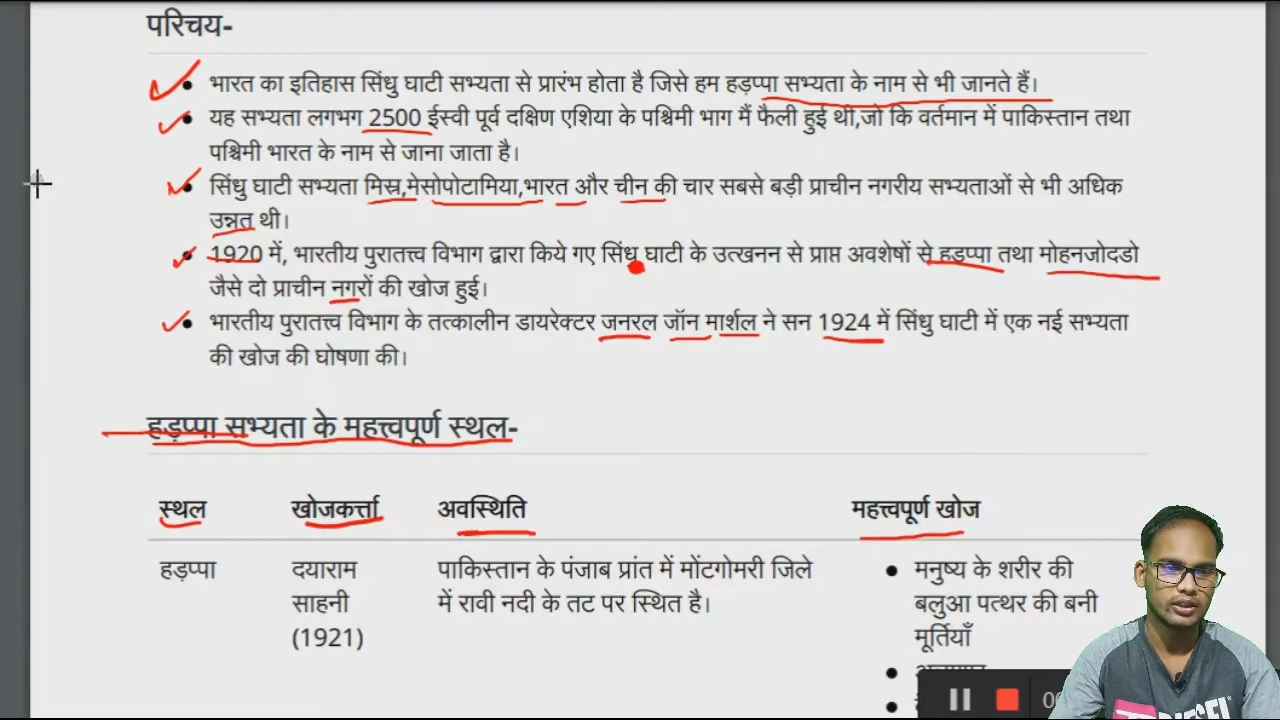 परिचय-
भारत का इतिहास सिंधु घाटी सभ्यता से प्रारंभ होता है जिसे हम हड़प्पा सभ्यता के नाम से भी जानते हैं।
यह सभ्यता लगभग 2500 ईस्वी पूर्व दक्षिण एशिया के पश्चिमी भाग मैं फैली हुई थी,जो कि वर्तमान में पाकिस्तान तथा
पश्चिमी भारत के नाम से जाना जाता है।
सिंधु घाटी सभ्यता मिस्र,मेसोपोटामिया,भारत और चीन की चार सबसे बड़ी प्राचीन नगरीय सभ्यताओं से भी अधिक
उन्नत थी।
1920 में, भारतीय पुरातत्त्व विभाग द्वारा किये गए सिंधु घाटी के उत्खनन से प्राप्त अवशेषों से हड़प्पा तथा मोहनजोदडो
जैसे दो प्राचीन नगरों की खोज हुई।
भारतीय पुरातत्त्व विभाग के तत्कालीन डायरेक्टर जनरल जॉन मार्शल ने सन 1924 में सिंधु घाटी में एक नई सभ्यता
की खोज की घोषणा की।
हड़प्पा सभ्यता के महत्त्वपूर्ण स्थल-
स्थल खोजकर्त्ता अवस्थिति महत्त्वपूर्ण खोज
हड़प्पा दयाराम पाकिस्तान के पंजाब प्रांत में मोंटगोमरी जिले मनुष्य के शरीर की
साहनी में रावी नदी के तट पर स्थित है। बलुआ पत्थर की बनी
(1921) मूर्तियाँ